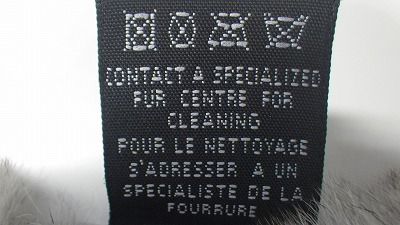 CONTACT A SPECIALIZED
FUR CENTRE FOR
CLEANING
POUR LE NETTOYAGE
S'ADRESSER A UN
SPECIALISTE DE LA
FOURRURE